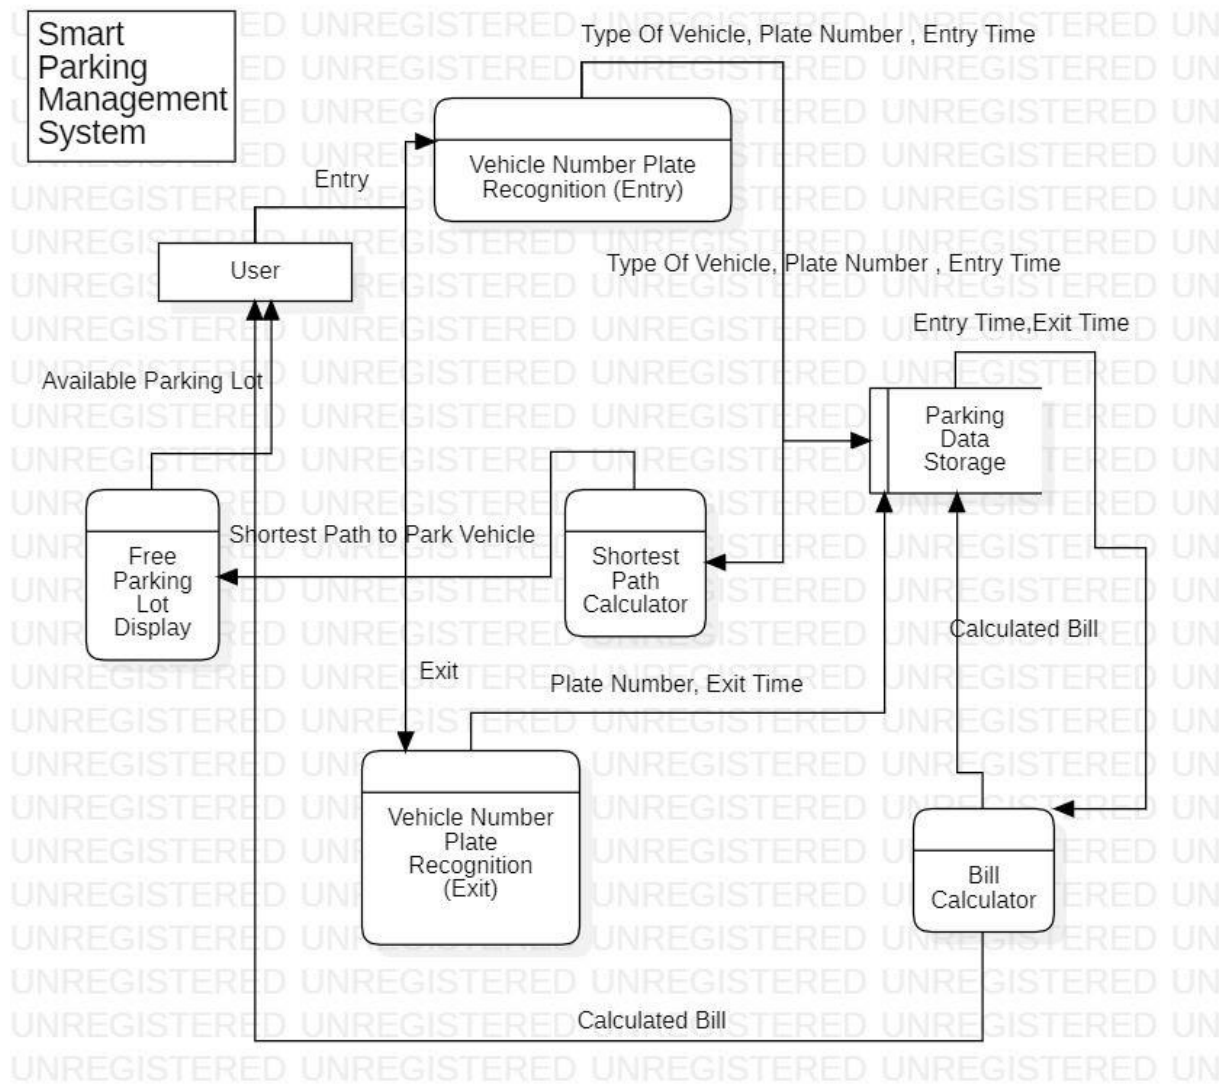 Smart
Parking
Management
System
Type Of Vehicle, Plate Number , Entry Time
Vehicle Number Plate
Recognition (Entry)
Entry
User
Type Of Vehicle, Plate Number , Entry Time
Entry Time,Exit Time
Available Parking Lot
Parking
Data
Storage
Shortest Path to Park Vehicle
Free
Parking
Lot
Display
Shortest
Path
Calculator
Calculated Bill
Exit
Plate Number, Exit Time
Vehicle Number
Plate
Recognition
(Exit)
Bill
Calculator
Calculated Bill
UNREGISTERED